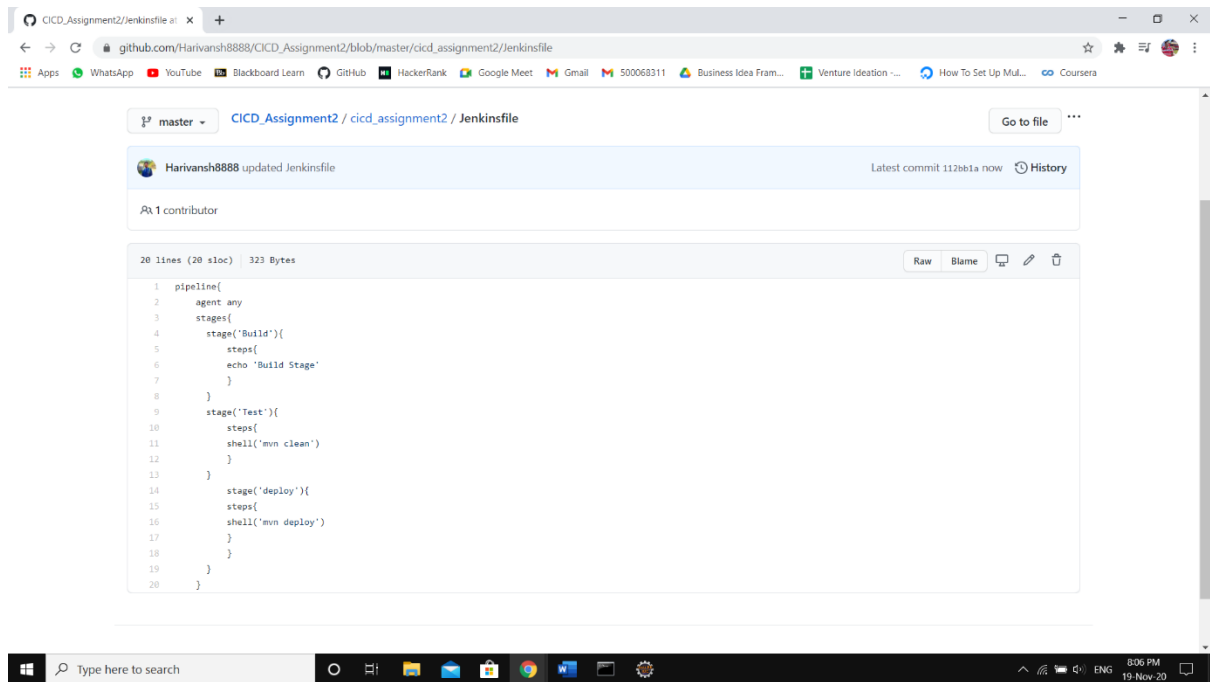 CICD_Assignment2/Jenkinsfile at
github.com/Harivansh8888/CICD_Assignment2/blob/master/cicd_assignment2/Jenkinsfile
Apps WhatsApp YouTube Blackboard Learn GitHub HackerRank Google Meet Gmail 500068311 Business Idea Fram... Venture Ideation -... How To Set Up Mul... Coursera
master CICD_Assignment2 / cicd_assignment2 / Jenkinsfile Go to file ...
Harivansh8888 updated Jenkinsfile Latest commit 112bb1a now History
1 contributor
20 lines (20 sloc) 323 Bytes Raw Blame
1 pipeline{
2 agent any
3 stages{
4 stage('Build'){
5 steps{
6 echo 'Build Stage'
7 }
8 }
9 stage('Test'){
10 steps{
11 shell('mvn clean')
12 }
13 }
14 stage('deploy'){
15 steps{
16 shell('mvn deploy')
17 }
18 }
19 }
20 }
Type here to search ENG 8:06 PM
19-Nov-20